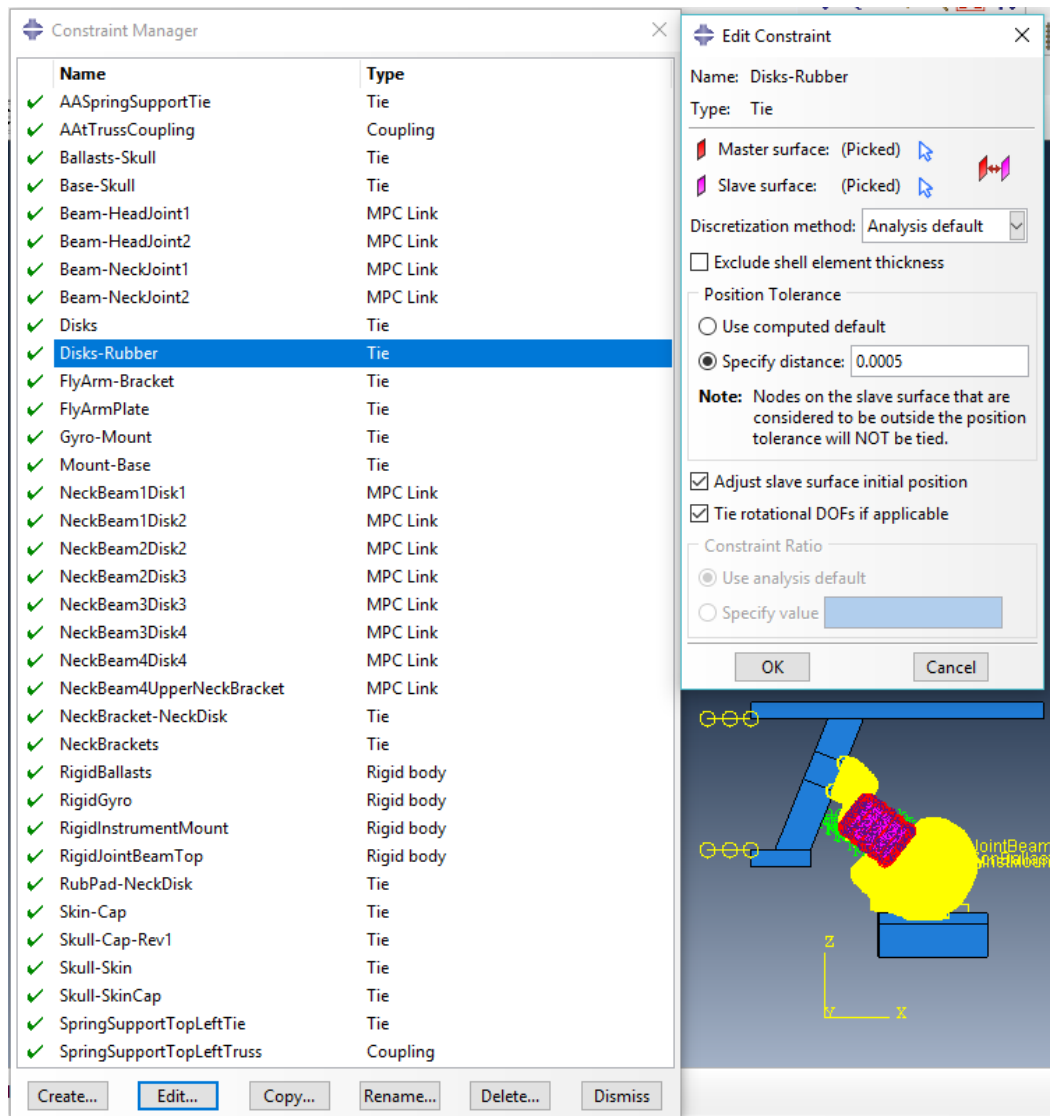 Constraint Manager
Name Type
AASpringSupportTie Tie
AAtTrussCoupling Coupling
Ballasts-Skull Tie
Base-Skull Tie
Beam-HeadJoint1 MPC Link
Beam-HeadJoint2 MPC Link
Beam-NeckJoint1 MPC Link
Beam-NeckJoint2 MPC Link
Disks Tie
Disks-Rubber Tie
FlyArm-Bracket Tie
FlyArmPlate Tie
Gyro-Mount Tie
Mount-Base Tie
NeckBeam1Disk1 MPC Link
NeckBeam1Disk2 MPC Link
NeckBeam2Disk2 MPC Link
NeckBeam2Disk3 MPC Link
NeckBeam3Disk3 MPC Link
NeckBeam3Disk4 MPC Link
NeckBeam4Disk4 MPC Link
NeckBeam4UpperNeckBracket MPC Link
NeckBracket-NeckDisk Tie
NeckBrackets Tie
RigidBallasts Rigid body
RigidGyro Rigid body
RigidInstrumentMount Rigid body
RigidJointBeamTop Rigid body
RubPad-NeckDisk Tie
Skin-Cap Tie
Skull-Cap-Rev1 Tie
Skull-Skin Tie
Skull-SkinCap Tie
SpringSupportTopLeftTie Tie
SpringSupportTopLeftTruss Coupling
Create... Edit... Copy... Rename... Delete... Dismiss
Edit Constraint
Name: Disks-Rubber
Type: Tie
Master surface: (Picked)
Slave surface: (Picked)
Discretization method: Analysis default
Exclude shell element thickness
Position Tolerance
Use computed default
Specify distance: 0.0005
Note: Nodes on the slave surface that are
considered to be outside the position
tolerance will NOT be tied.
Adjust slave surface initial position
Tie rotational DOFs if applicable
Constraint Ratio
Use analysis default
Specify value
OK Cancel
JointBeam
Z
Y X